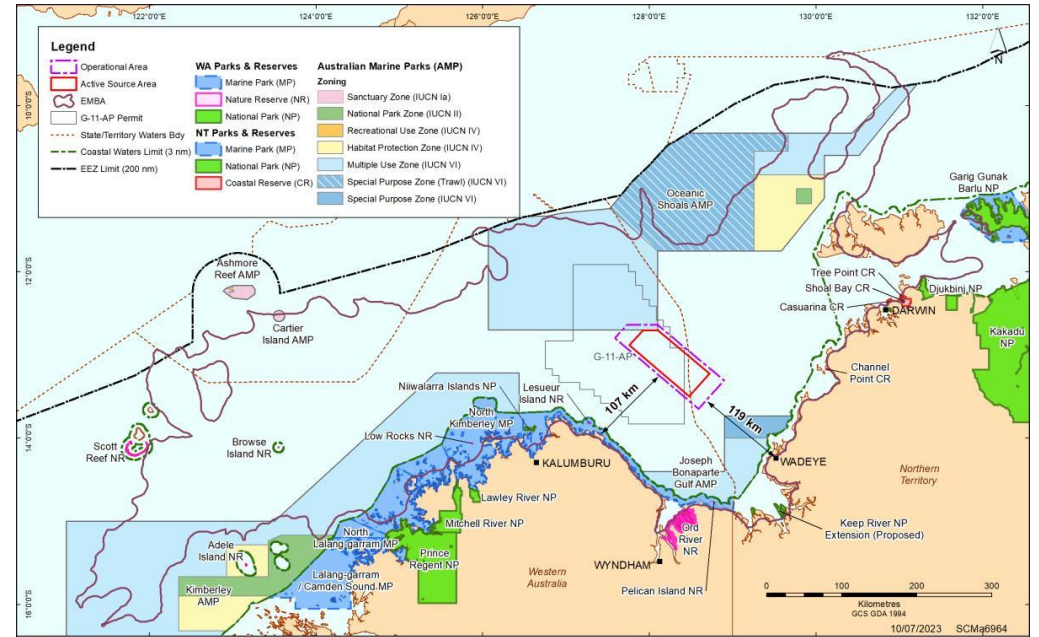 122°0'0"E
124°0'0"E
126°0'0"E
128°0'0"E
130°0'0"E
132°0'0"E
Legend
Operational Area
Active Source Area
EMBA
G-11-AP Permit
State/Territory Waters Bdy
Coastal Waters Limit (3 nm)
EEZ Limit (200 nm)
WA Parks & Reserves
Marine Park (MP)
Nature Reserve (NR)
National Park (NP)
NT Parks & Reserves
Marine Park (MP)
National Park (NP)
Coastal Reserve (CR)
Australian Marine Parks (AMP)
Zoning
Sanctuary Zone (IUCN Ia)
National Park Zone (IUCN II)
Recreational Use Zone (IUCN IV)
Habitat Protection Zone (IUCN IV)
Multiple Use Zone (IUCN VI)
Special Purpose Zone (Trawl) (IUCN VI)
Special Purpose Zone (IUCN VI)
N
10°0'0"S
12°0'0"S
14°0'0"S
16°0'0"S
Oceanic
Shoals AMP
Garig Gunak
Barlu NP
Ashmore
Reef AMP
Cartier
Island AMP
Tree Point CR
Shoal Bay CR
Casuarina CR
Djukbinj NP
DARWIN
Kakadu
NP
G-11-AP
Channel
Point CR
107 km
119 km
Niiwalarra Islands NP
Lesueur
Island NR
North
Kimberley MP
Low Rocks NR
Scott
Reef NR
Browse
Island NR
KALUMBURU
Joseph
Bonaparte
Gulf AMP
WADEYE
Northern
Territory
Lawley River NP
Mitchell River NP
Keep River NP
Extension (Proposed)
North
Lalang-garram MP
Adele
Island NR
Prince
Regent NP
Ord
River
NR
Kimberley
AMP
Lalang-garram
/ Camden Sound MP
Western
Australia
WYNDHAM
Pelican Island NR
0 100 200 300
Kilometres
GCS GDA 1994
10/07/2023 SCMa6964